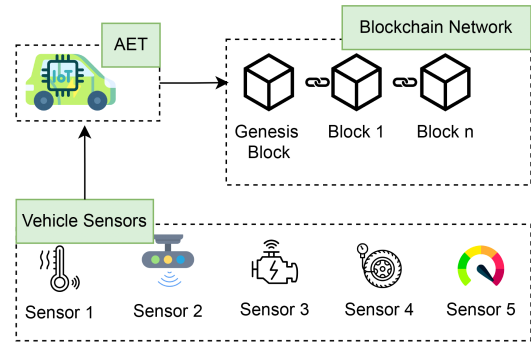 AET
Blockchain Network
IoT
Genesis
Block
Block 1
Block n
Vehicle Sensors
Sensor 1
Sensor 2
Sensor 3
Sensor 4
Sensor 5